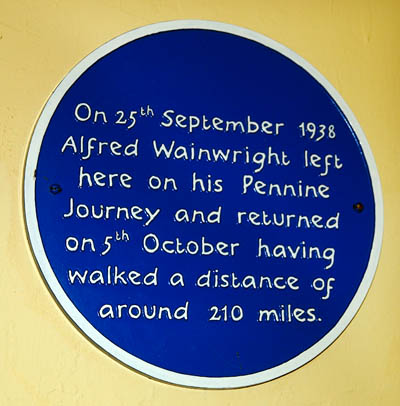 On 25th September 1938
Alfred Wainwright left
here on his Pennine
Journey and returned
on 5th October having
walked a distance of
around 210 miles.